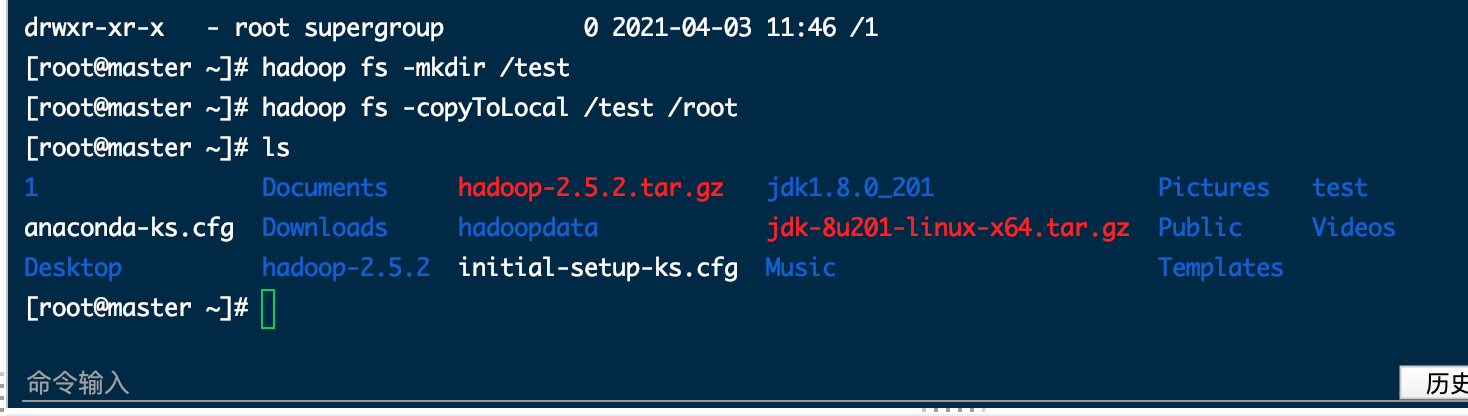 drwxr-xr-x   - root supergroup          0 2021-04-03 11:46 /1
[root@master ~]# hadoop fs -mkdir /test
[root@master ~]# hadoop fs -copyToLocal /test /root
[root@master ~]# ls
1                Documents     hadoop-2.5.2.tar.gz   jdk1.8.0_201                Pictures   test
anaconda-ks.cfg  Downloads     hadoopdata            jdk-8u201-linux-x64.tar.gz  Public     Videos
Desktop          hadoop-2.5.2  initial-setup-ks.cfg  Music                       Templates
[root@master ~]#
命令输入
历史